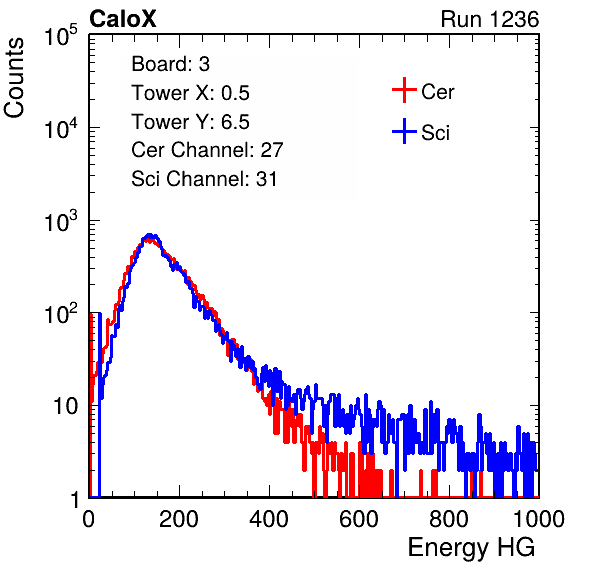 CaloX Run 1236
Counts
Board: 3
Tower X: 0.5
Tower Y: 6.5
Cer Channel: 27
Sci Channel: 31
Cer
Sci
10^5
10^4
10^3
10^2
10
1
0 200 400 600 800 1000
Energy HG